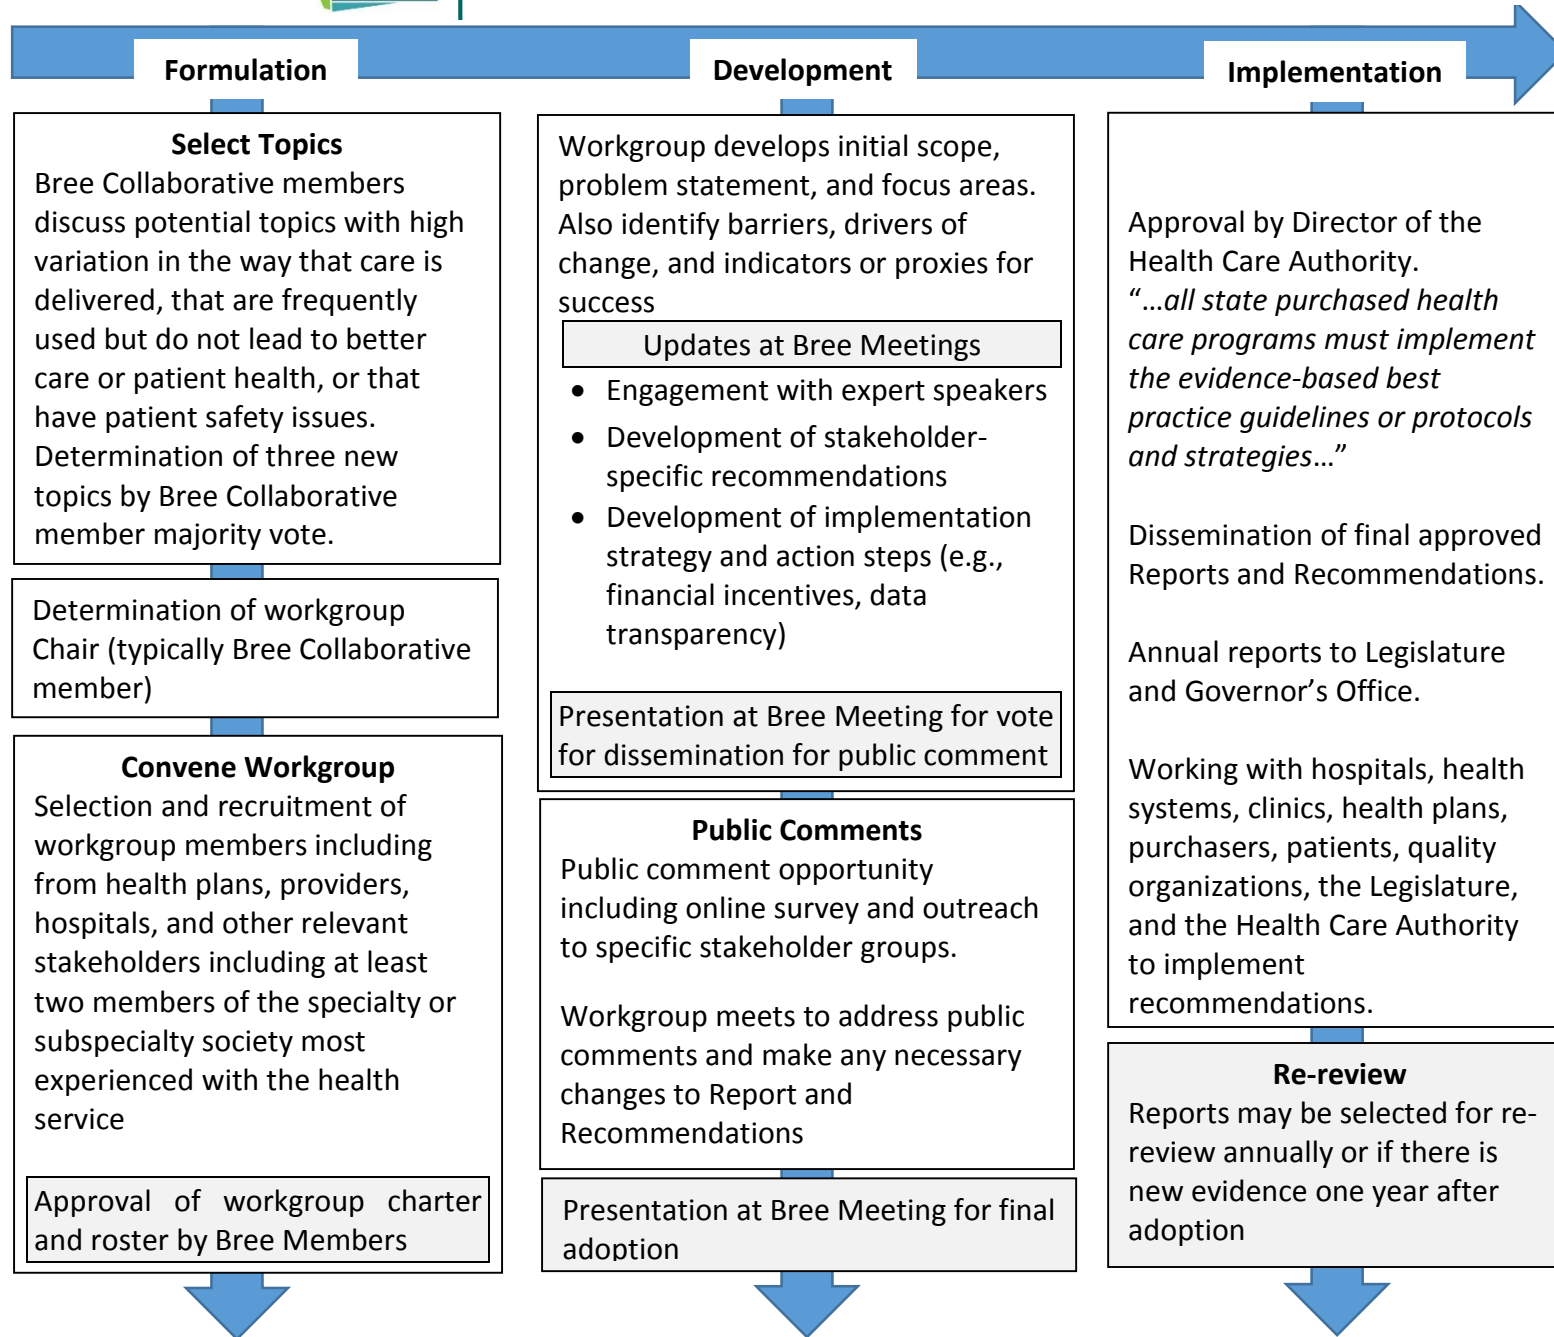 Formulation
Select Topics
Bree Collaborative members
discuss potential topics with high
variation in the way that care is
delivered, that are frequently
used but do not lead to better
care or patient health, or that
have patient safety issues.
Determination of three new
topics by Bree Collaborative
member majority vote.
Determination of workgroup
Chair (typically Bree Collaborative
member)
Convene Workgroup
Selection and recruitment of
workgroup members including
from health plans, providers,
hospitals, and other relevant
stakeholders including at least
two members of the specialty or
subspecialty society most
experienced with the health
service
Approval of workgroup charter
and roster by Bree Members
Development
Workgroup develops initial scope,
problem statement, and focus areas.
Also identify barriers, drivers of
change, and indicators or proxies for
success
Updates at Bree Meetings
• Engagement with expert speakers
• Development of stakeholder-
specific recommendations
• Development of implementation
strategy and action steps (e.g.,
financial incentives, data
transparency)
Presentation at Bree Meeting for vote
for dissemination for public comment
Public Comments
Public comment opportunity
including online survey and outreach
to specific stakeholder groups.
Workgroup meets to address public
comments and make any necessary
changes to Report and
Recommendations
Presentation at Bree Meeting for final
adoption
Implementation
Approval by Director of the
Health Care Authority.
“…all state purchased health
care programs must implement
the evidence-based best
practice guidelines or protocols
and strategies…”
Dissemination of final approved
Reports and Recommendations.
Annual reports to Legislature
and Governor’s Office.
Working with hospitals, health
systems, clinics, health plans,
purchasers, patients, quality
organizations, the Legislature,
and the Health Care Authority
to implement
recommendations.
Re-review
Reports may be selected for re-
review annually or if there is
new evidence one year after
adoption